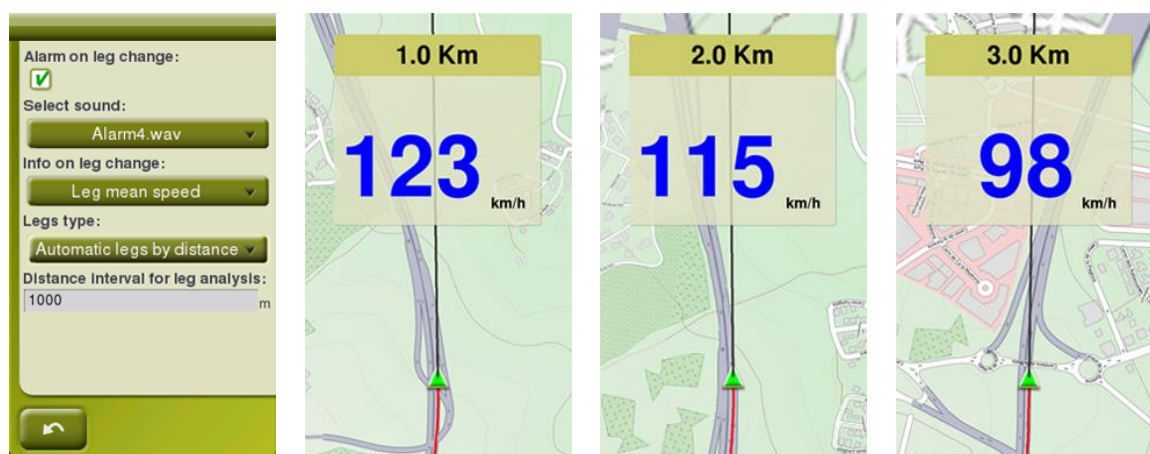 Alarm on leg change:
Select sound:
Alarm4.wav
Info on leg change:
Leg mean speed
Legs type:
Automatic legs by distance
Distance interval for leg analysis:
1000
m
1.0 Km
123
km/h
2.0 Km
115
km/h
3.0 Km
98
km/h